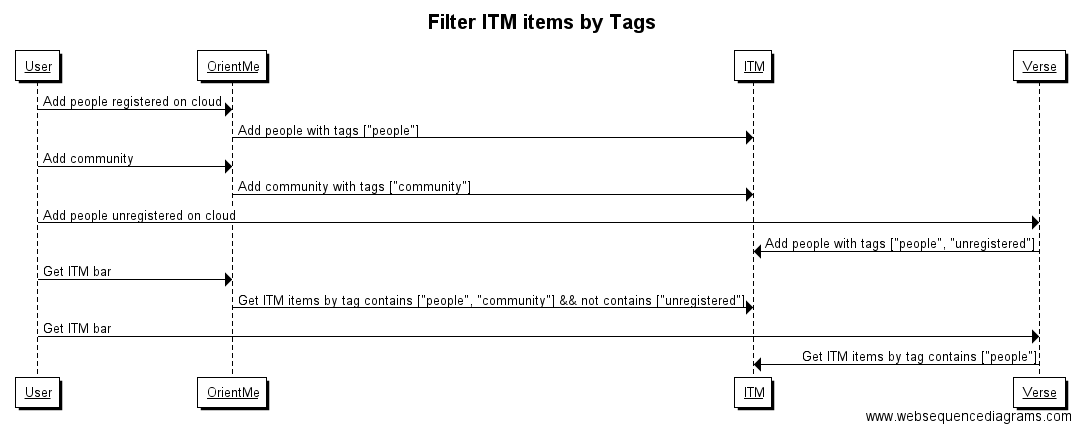 Filter ITM items by Tags
User OrientMe ITM Verse
Add people registered on cloud
Add people with tags ["people"]
Add community
Add community with tags ["community"]
Add people unregistered on cloud
Add people with tags ["people", "unregistered"]
Get ITM bar
Get ITM items by tag contains ["people", "community"] && not contains ["unregistered"]
Get ITM bar
Get ITM items by tag contains ["people"]
User OrientMe ITM Verse
www.websequencediagrams.com